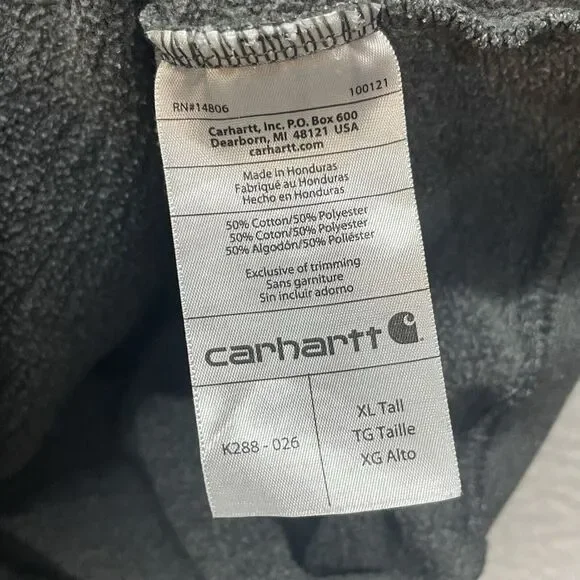 RN#14806 100121
Carhartt, Inc. P.O. Box 600
Dearborn, MI 48121 USA
carhartt.com
Made in Honduras
Fabriqué au Honduras
Hecho en Honduras
50% Cotton/50% Polyester
50% Coton/50% Polyester
50% Algodón/50% Poliéster
Exclusive of trimming
Sans garniture
Sin incluir adorno
carhartt
K288 - 026
XL Tall
TG Taille
XG Alto